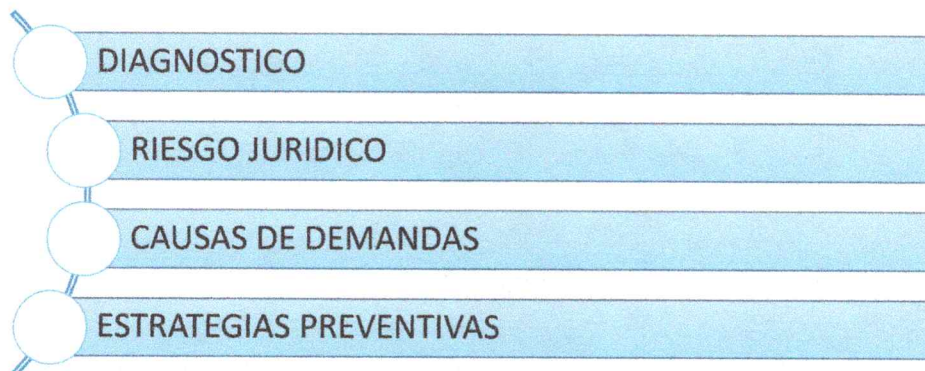 DIAGNOSTICO
RIESGO JURIDICO
CAUSAS DE DEMANDAS
ESTRATEGIAS PREVENTIVAS